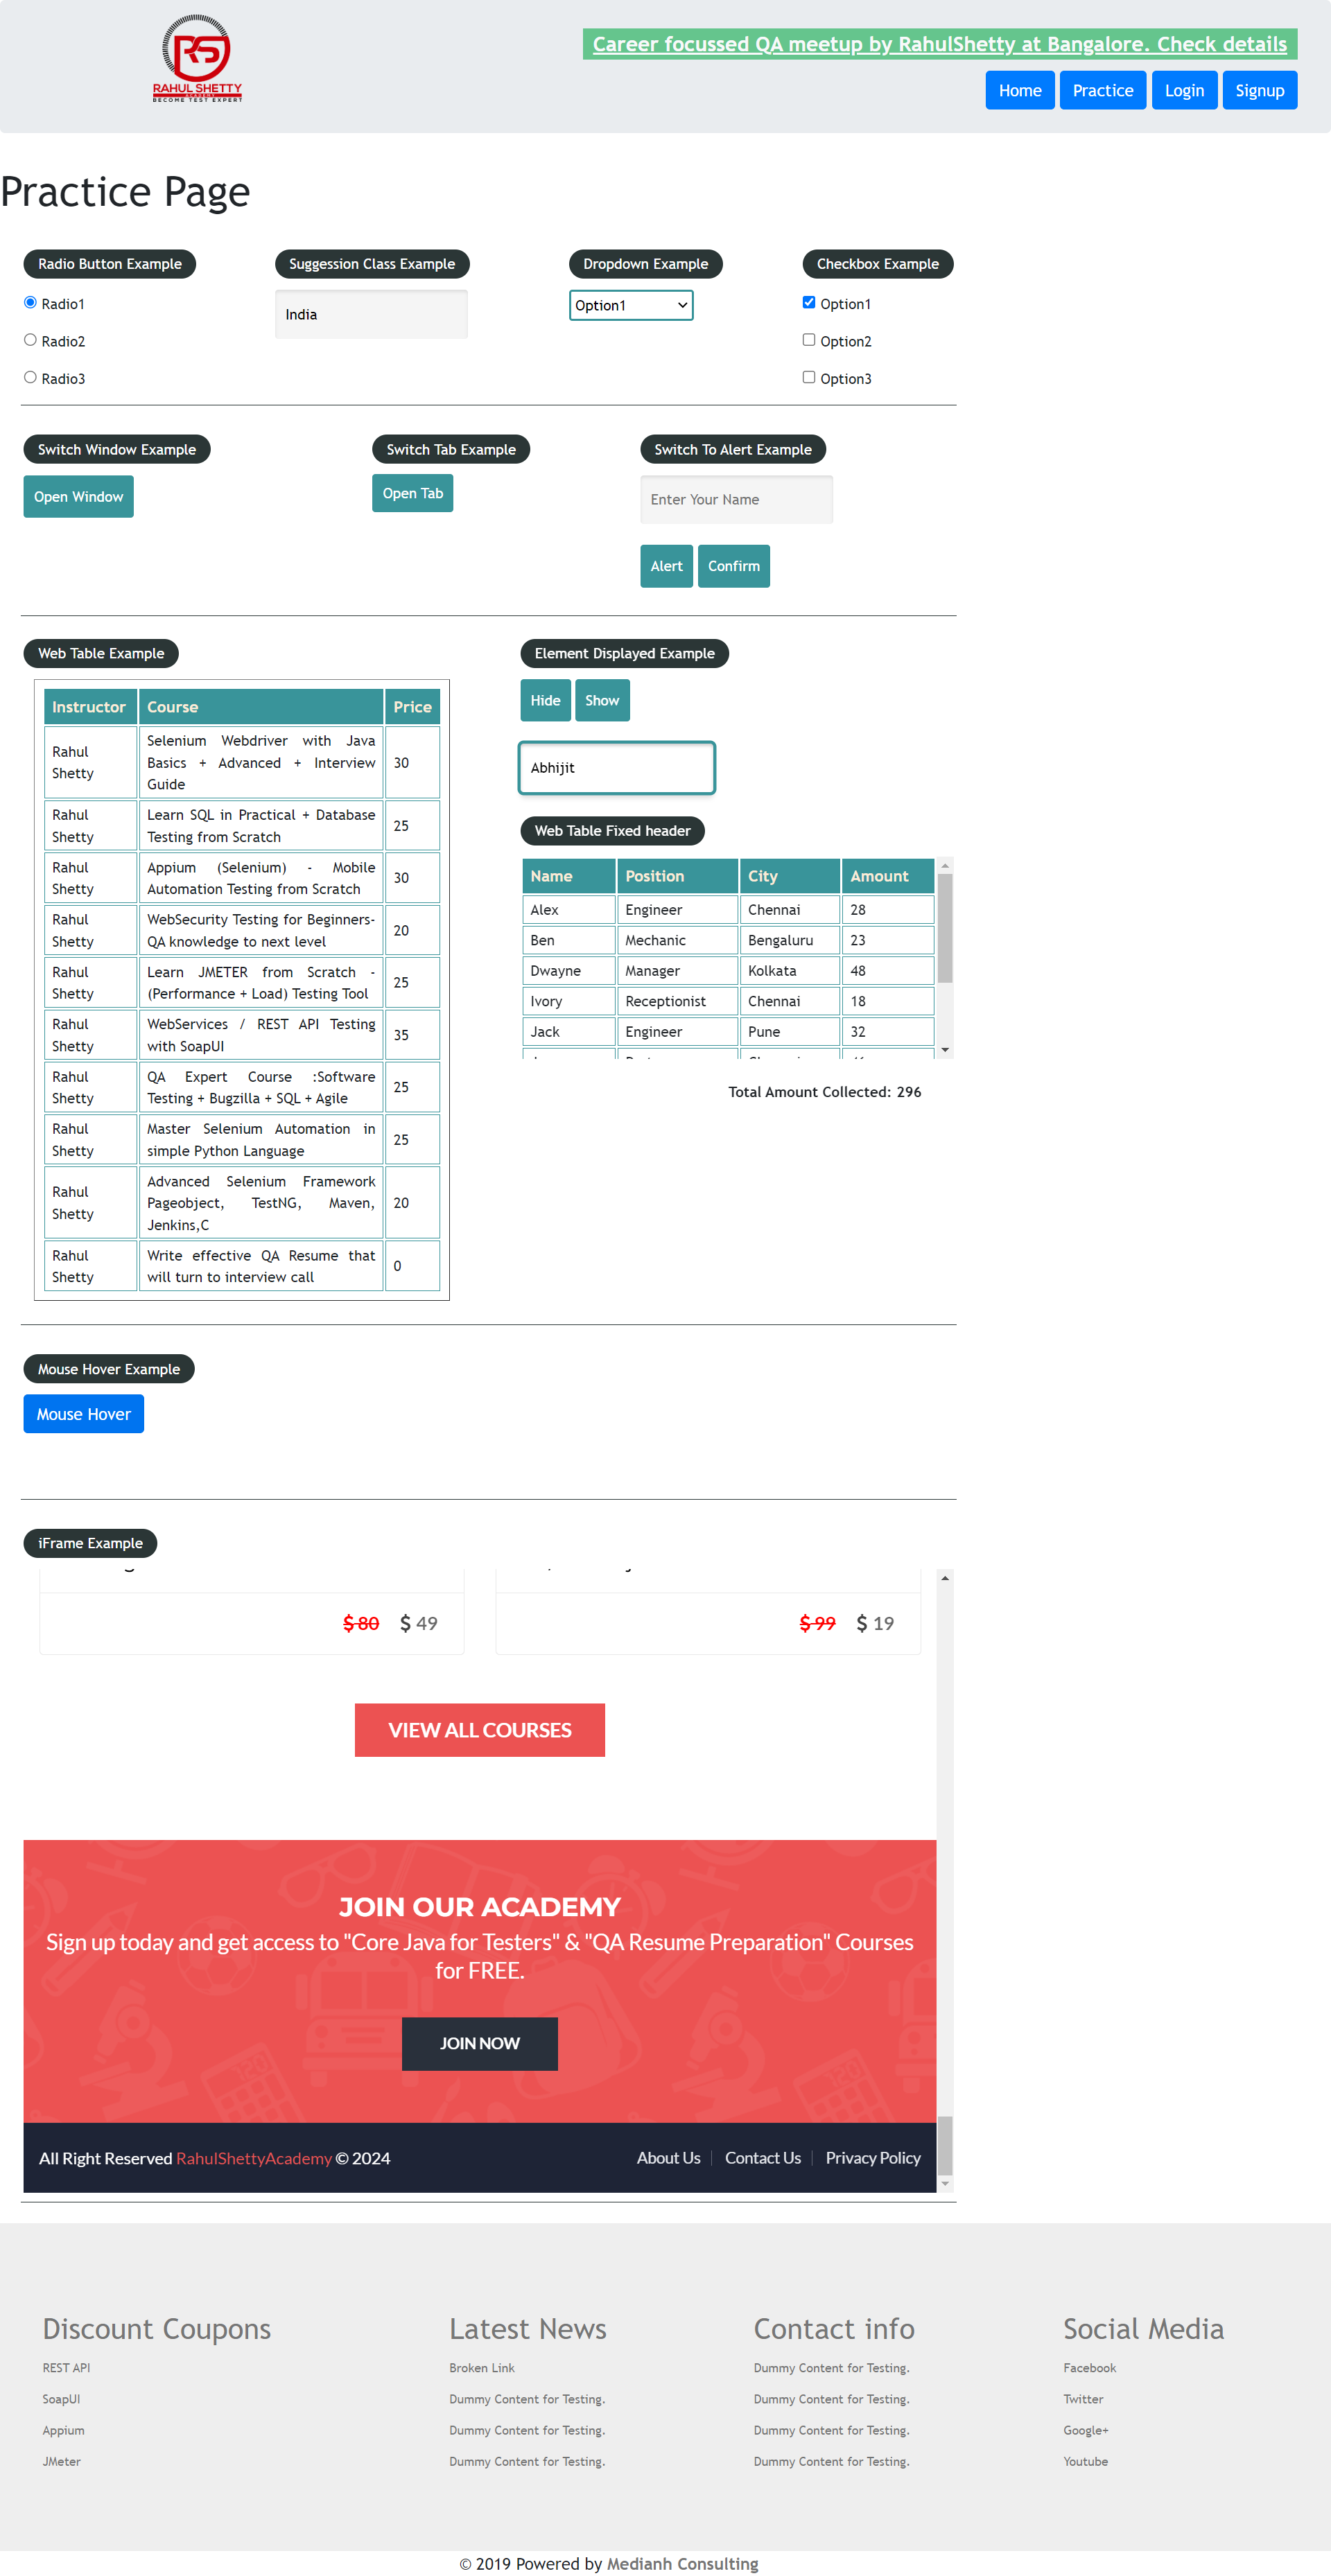 RS
RAHUL SHETTY
ACADEMY
BECOME TEST EXPERT
Career focussed QA meetup by RahulShetty at Bangalore. Check details
Home Practice Login Signup
Practice Page
Radio Button Example
Radio1
Radio2
Radio3
Suggession Class Example
India
Dropdown Example
Option1
Checkbox Example
Option1
Option2
Option3
Switch Window Example
Open Window
Switch Tab Example
Open Tab
Switch To Alert Example
Enter Your Name
Alert Confirm
Web Table Example
Instructor Course Price
Rahul Shetty Selenium Webdriver with Java Basics + Advanced + Interview Guide 30
Rahul Shetty Learn SQL in Practical + Database Testing from Scratch 25
Rahul Shetty Appium (Selenium) - Mobile Automation Testing from Scratch 30
Rahul Shetty WebSecurity Testing for Beginners-QA knowledge to next level 20
Rahul Shetty Learn JMETER from Scratch - (Performance + Load) Testing Tool 25
Rahul Shetty WebServices / REST API Testing with SoapUI 35
Rahul Shetty QA Expert Course :Software Testing + Bugzilla + SQL + Agile 25
Rahul Shetty Master Selenium Automation in simple Python Language 25
Rahul Shetty Advanced Selenium Framework Pageobject, TestNG, Maven, Jenkins,C 20
Rahul Shetty Write effective QA Resume that will turn to interview call 0
Element Displayed Example
Hide Show
Abhijit
Web Table Fixed header
Name Position City Amount
Alex Engineer Chennai 28
Ben Mechanic Bengaluru 23
Dwayne Manager Kolkata 48
Ivory Receptionist Chennai 18
Jack Engineer Pune 32
Total Amount Collected: 296
Mouse Hover Example
Mouse Hover
iFrame Example
$ 80 $ 49
$ 99 $ 19
VIEW ALL COURSES
JOIN OUR ACADEMY
Sign up today and get access to "Core Java for Testers" & "QA Resume Preparation" Courses
for FREE.
JOIN NOW
All Right Reserved RahulShettyAcademy © 2024
About Us Contact Us Privacy Policy
Discount Coupons
REST API
SoapUI
Appium
JMeter
Latest News
Broken Link
Dummy Content for Testing.
Dummy Content for Testing.
Dummy Content for Testing.
Contact info
Dummy Content for Testing.
Dummy Content for Testing.
Dummy Content for Testing.
Dummy Content for Testing.
Social Media
Facebook
Twitter
Google+
Youtube
© 2019 Powered by Medianh Consulting